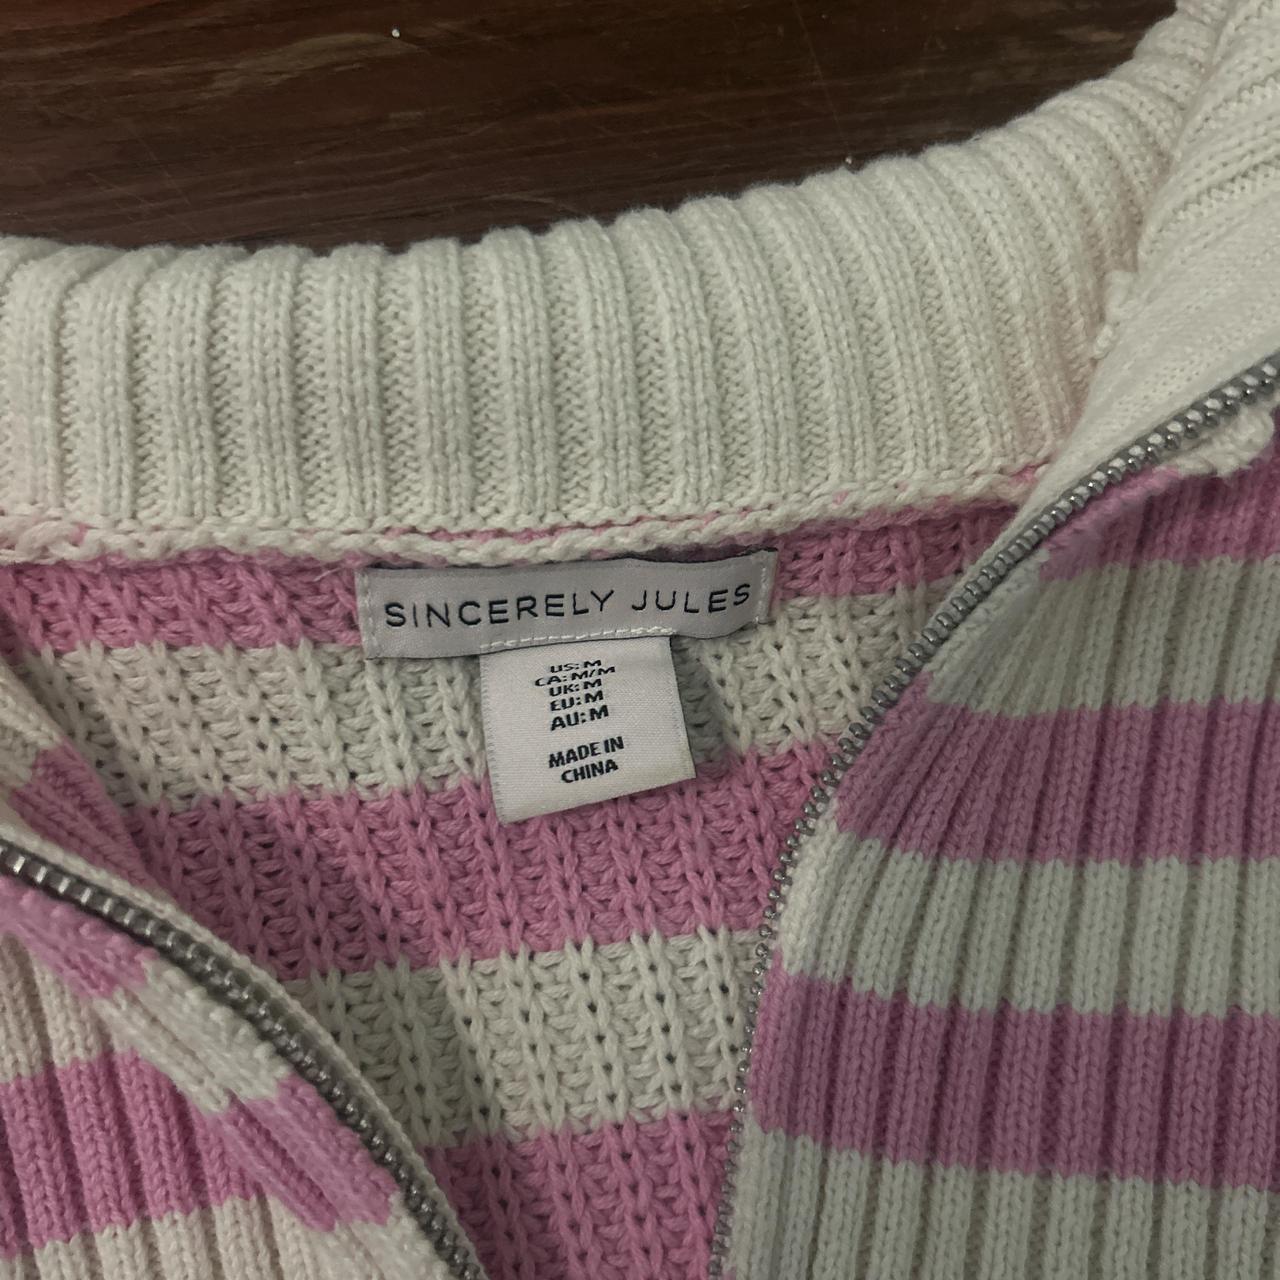 SINCERELY JULES
US: M
CA: M/M
UK: M
EU: M
AU: M
MADE IN
CHINA